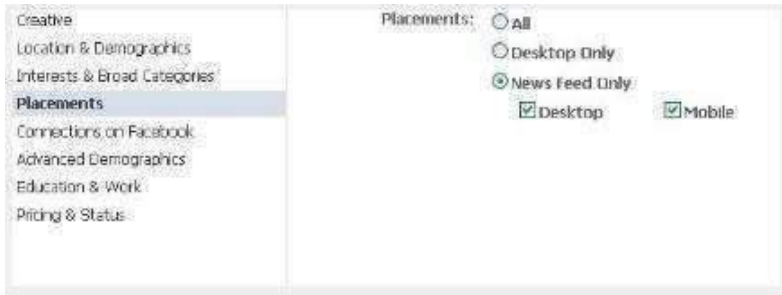 Creative
Location & Demographics
Interests & Broad Categories
Placements
Connections on Facebook
Advanced Demographics
Education & Work
Pricing & Status
Placements:
All
Desktop Only
News Feed Only
Desktop Mobile